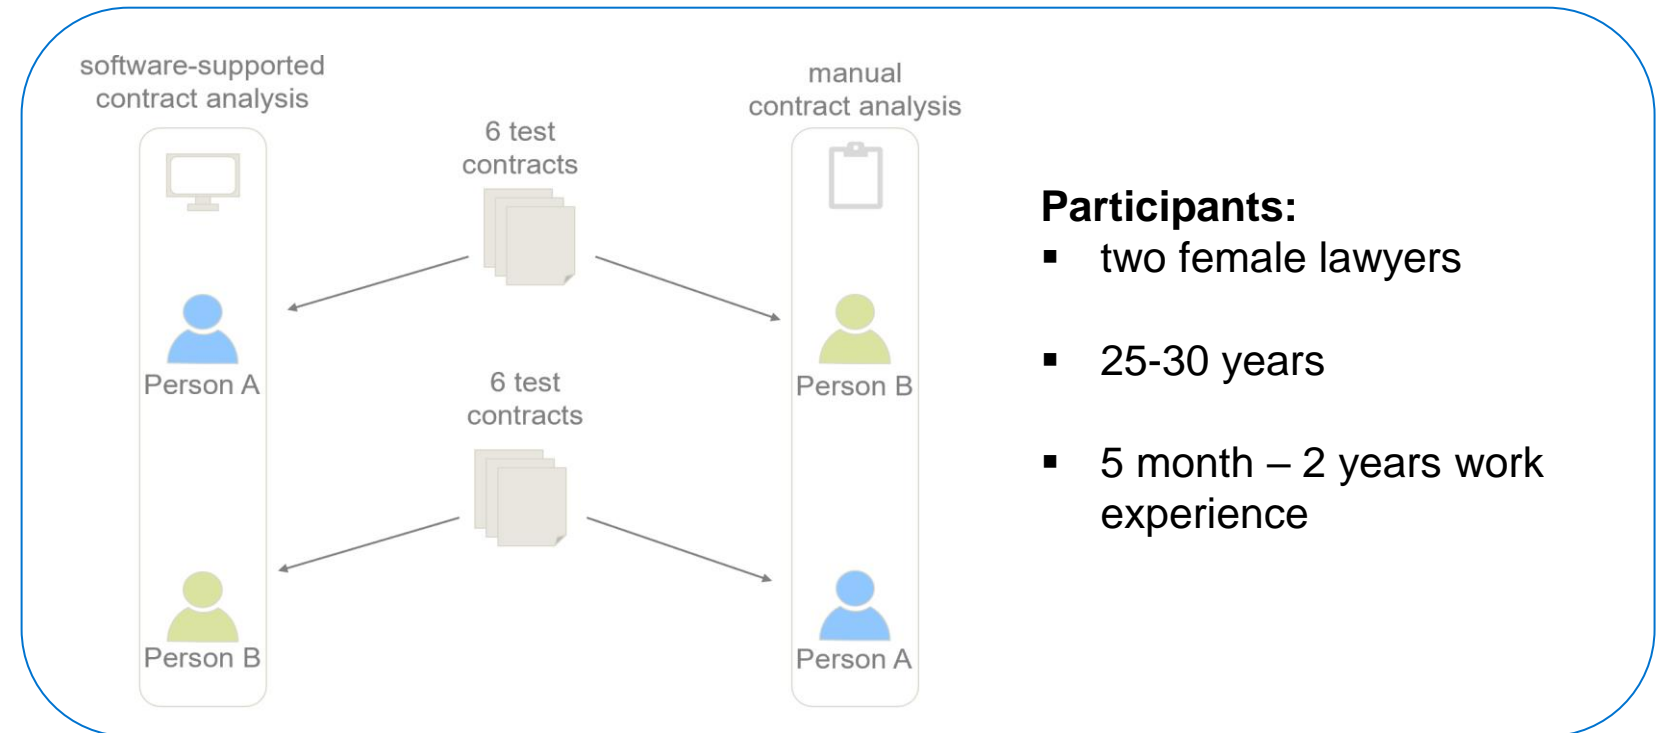 software-supported
contract analysis
manual
contract analysis
6 test
contracts
Person A
Person B
6 test
contracts
Person B
Person A
Participants:
▪ two female lawyers
▪ 25-30 years
▪ 5 month – 2 years work
experience